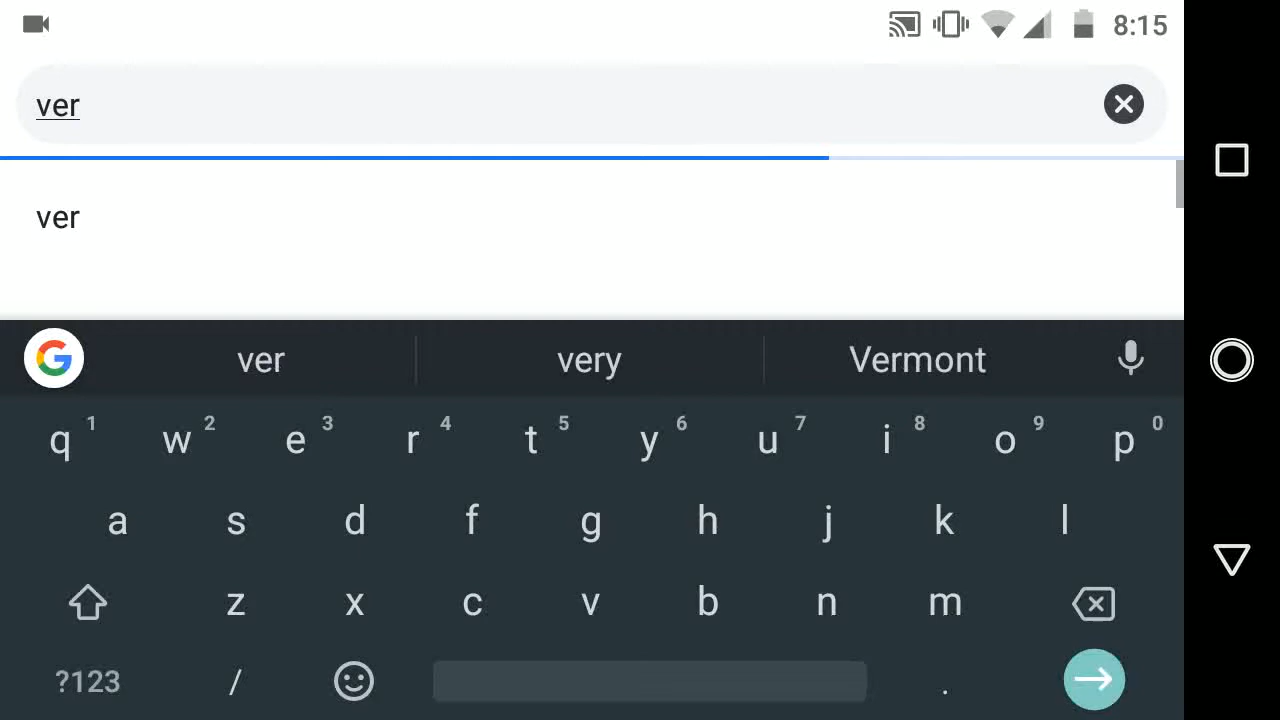 8:15
ver
ver
ver very Vermont
q 1 w 2 e 3 r 4 t 5 y 6 u 7 i 8 o 9 p 0
a s d f g h j k l
z x c v b n m
?123 / .